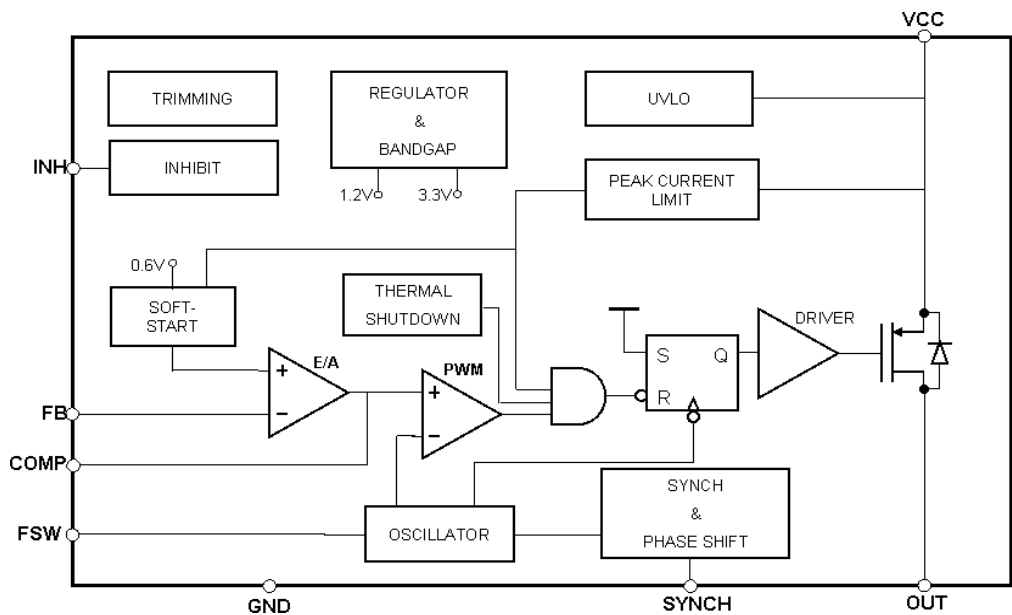 VCC
TRIMMING
REGULATOR
&
BANDGAP
UVLO
INH
INHIBIT
1.2V
3.3V
PEAK CURRENT
LIMIT
0.6V
SOFT-
START
THERMAL
SHUTDOWN
DRIVER
E/A
PWM
S
Q
R
+
−
+
−
FB
COMP
FSW
OSCILLATOR
SYNCH
&
PHASE SHIFT
GND
SYNCH
OUT